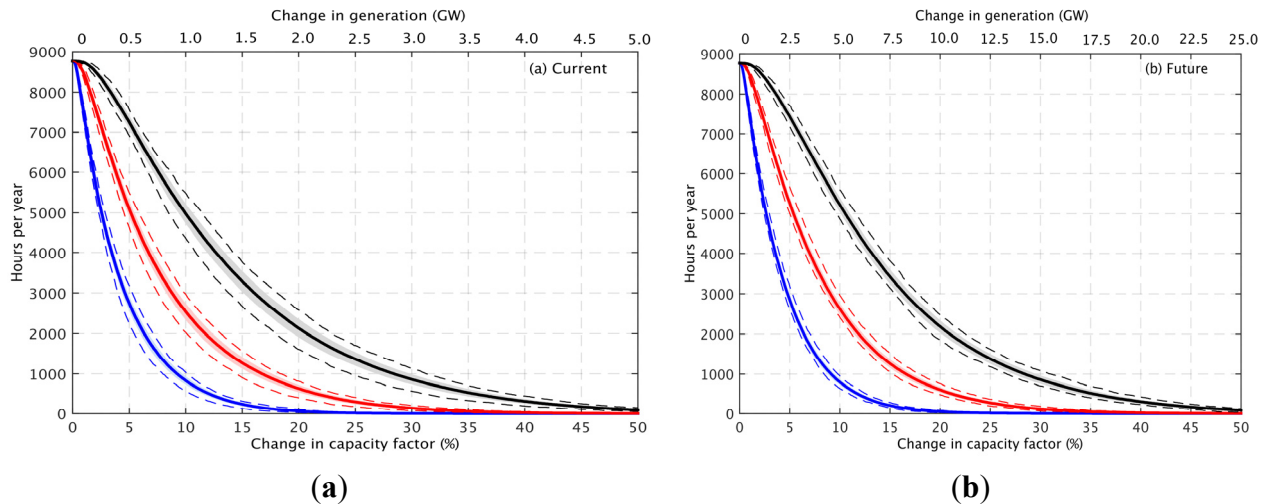 Change in generation (GW)
0 0.5 1.0 1.5 2.0 2.5 3.0 3.5 4.0 4.5 5.0
9000
8000
7000
6000
5000
4000
3000
2000
1000
0
Hours per year
(a) Current
0 5 10 15 20 25 30 35 40 45 50
Change in capacity factor (%)
(a)
Change in generation (GW)
0 2.5 5.0 7.5 10.0 12.5 15.0 17.5 20.0 22.5 25.0
9000
8000
7000
6000
5000
4000
3000
2000
1000
0
Hours per year
(b) Future
0 5 10 15 20 25 30 35 40 45 50
Change in capacity factor (%)
(b)